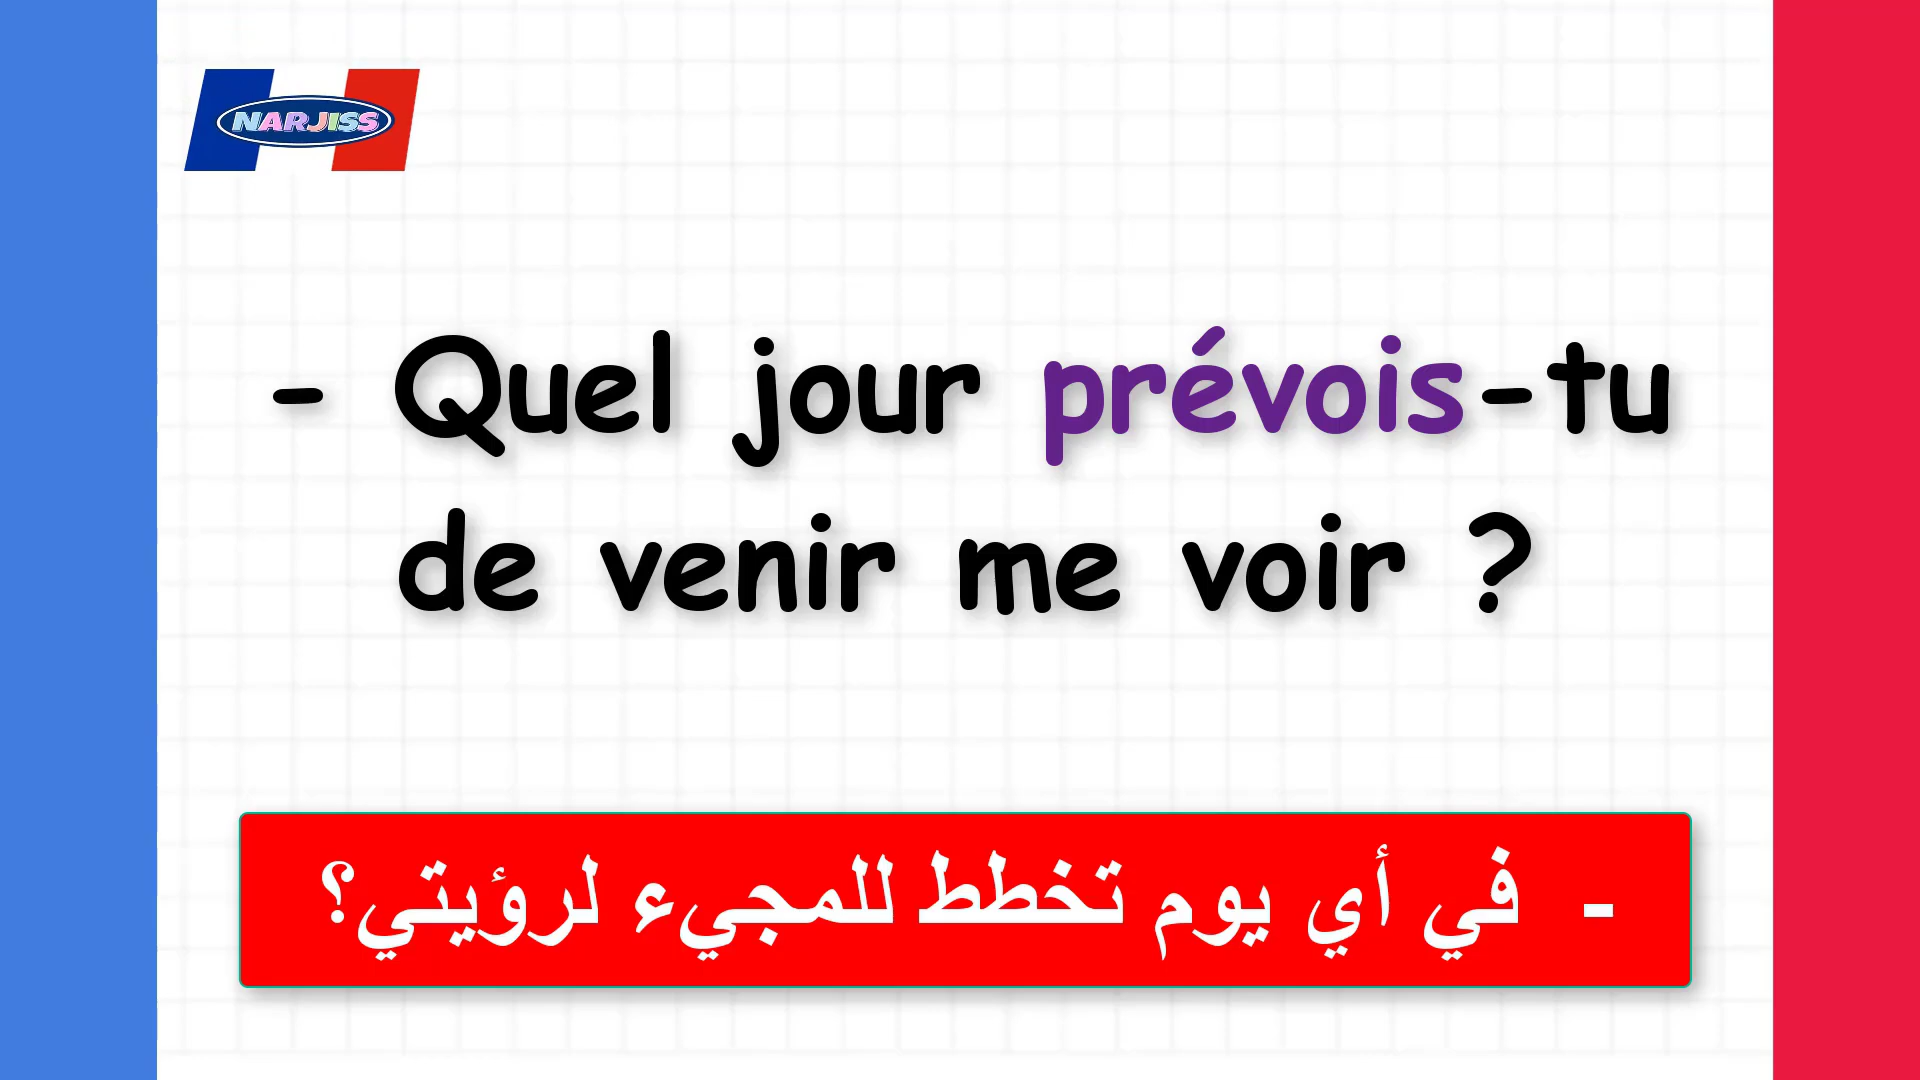 NARJISS
- Quel jour prévois-tu
de venir me voir ?
- في أي يوم تخطط للمجيء لرؤيتي؟